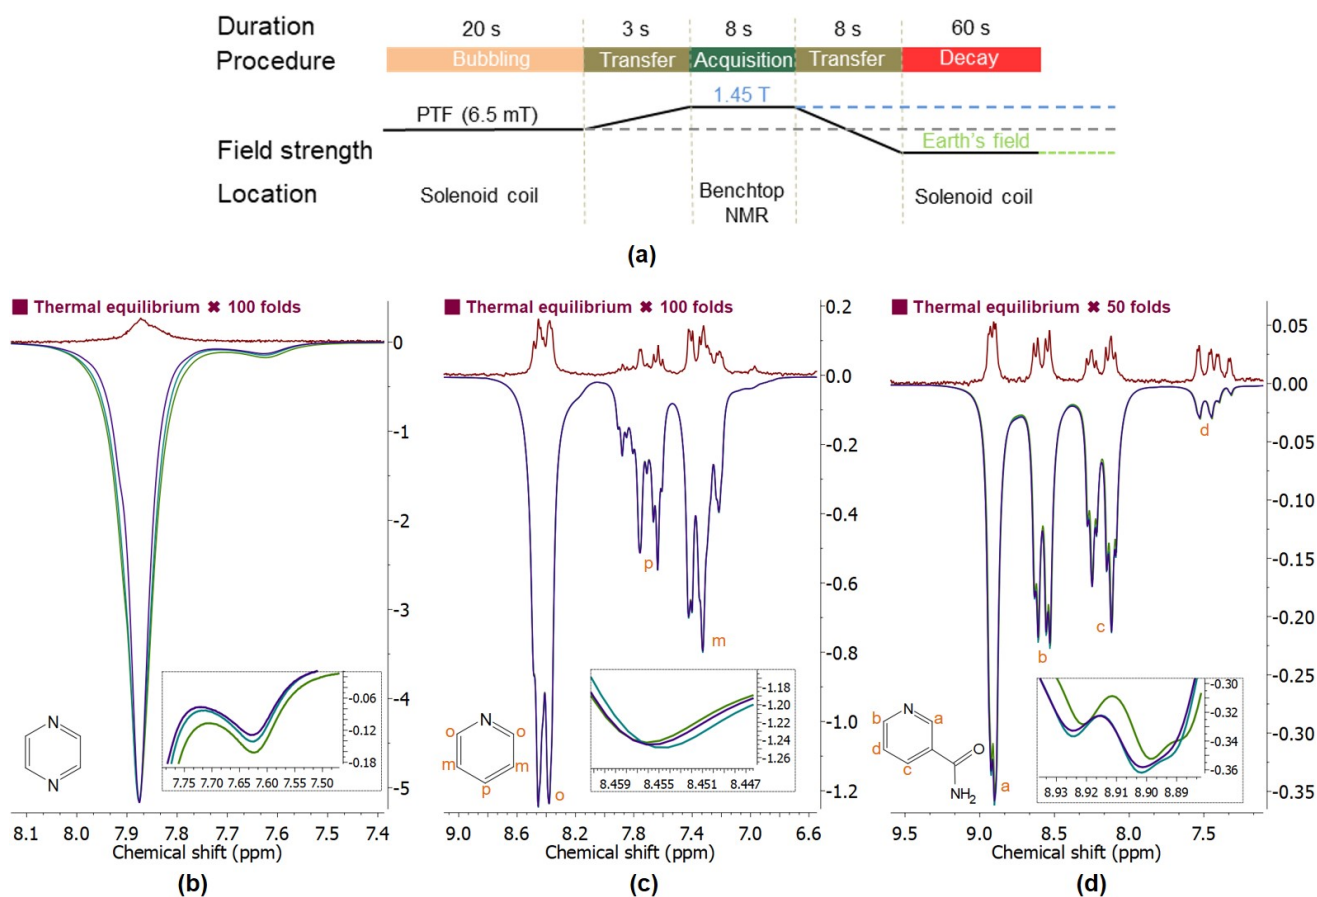 Duration 20 s 3 s 8 s 8 s 60 s
Procedure Bubbling Transfer Acquisition Transfer Decay
1.45 T
PTF (6.5 mT)
Field strength Earth's field
Location Solenoid coil Benchtop NMR Solenoid coil
(a)
Thermal equilibrium ✖ 100 folds
0
-1
-2
-3
-4
-5
-0.06
-0.12
-0.18
7.75 7.70 7.65 7.60 7.55 7.50
N
N
8.1 8.0 7.9 7.8 7.7 7.6 7.5 7.4
Chemical shift (ppm)
(b)
Thermal equilibrium ✖ 100 folds
0.2
0.0
-0.2
-0.4
-0.6
-0.8
-1.0
-1.2
p
m
o
N
o o
m m
p
-1.18
-1.20
-1.22
-1.24
-1.26
8.459 8.455 8.451 8.447
9.0 8.6 8.2 7.8 7.4 7.0 6.6
Chemical shift (ppm)
(c)
Thermal equilibrium ✖ 50 folds
0.05
0.00
-0.05
-0.10
-0.15
-0.20
-0.25
-0.30
-0.35
d
c
b
a
N
b a
d
c
O
NH2
-0.30
-0.32
-0.34
-0.36
8.93 8.92 8.91 8.90 8.89
9.5 9.0 8.5 8.0 7.5
Chemical shift (ppm)
(d)